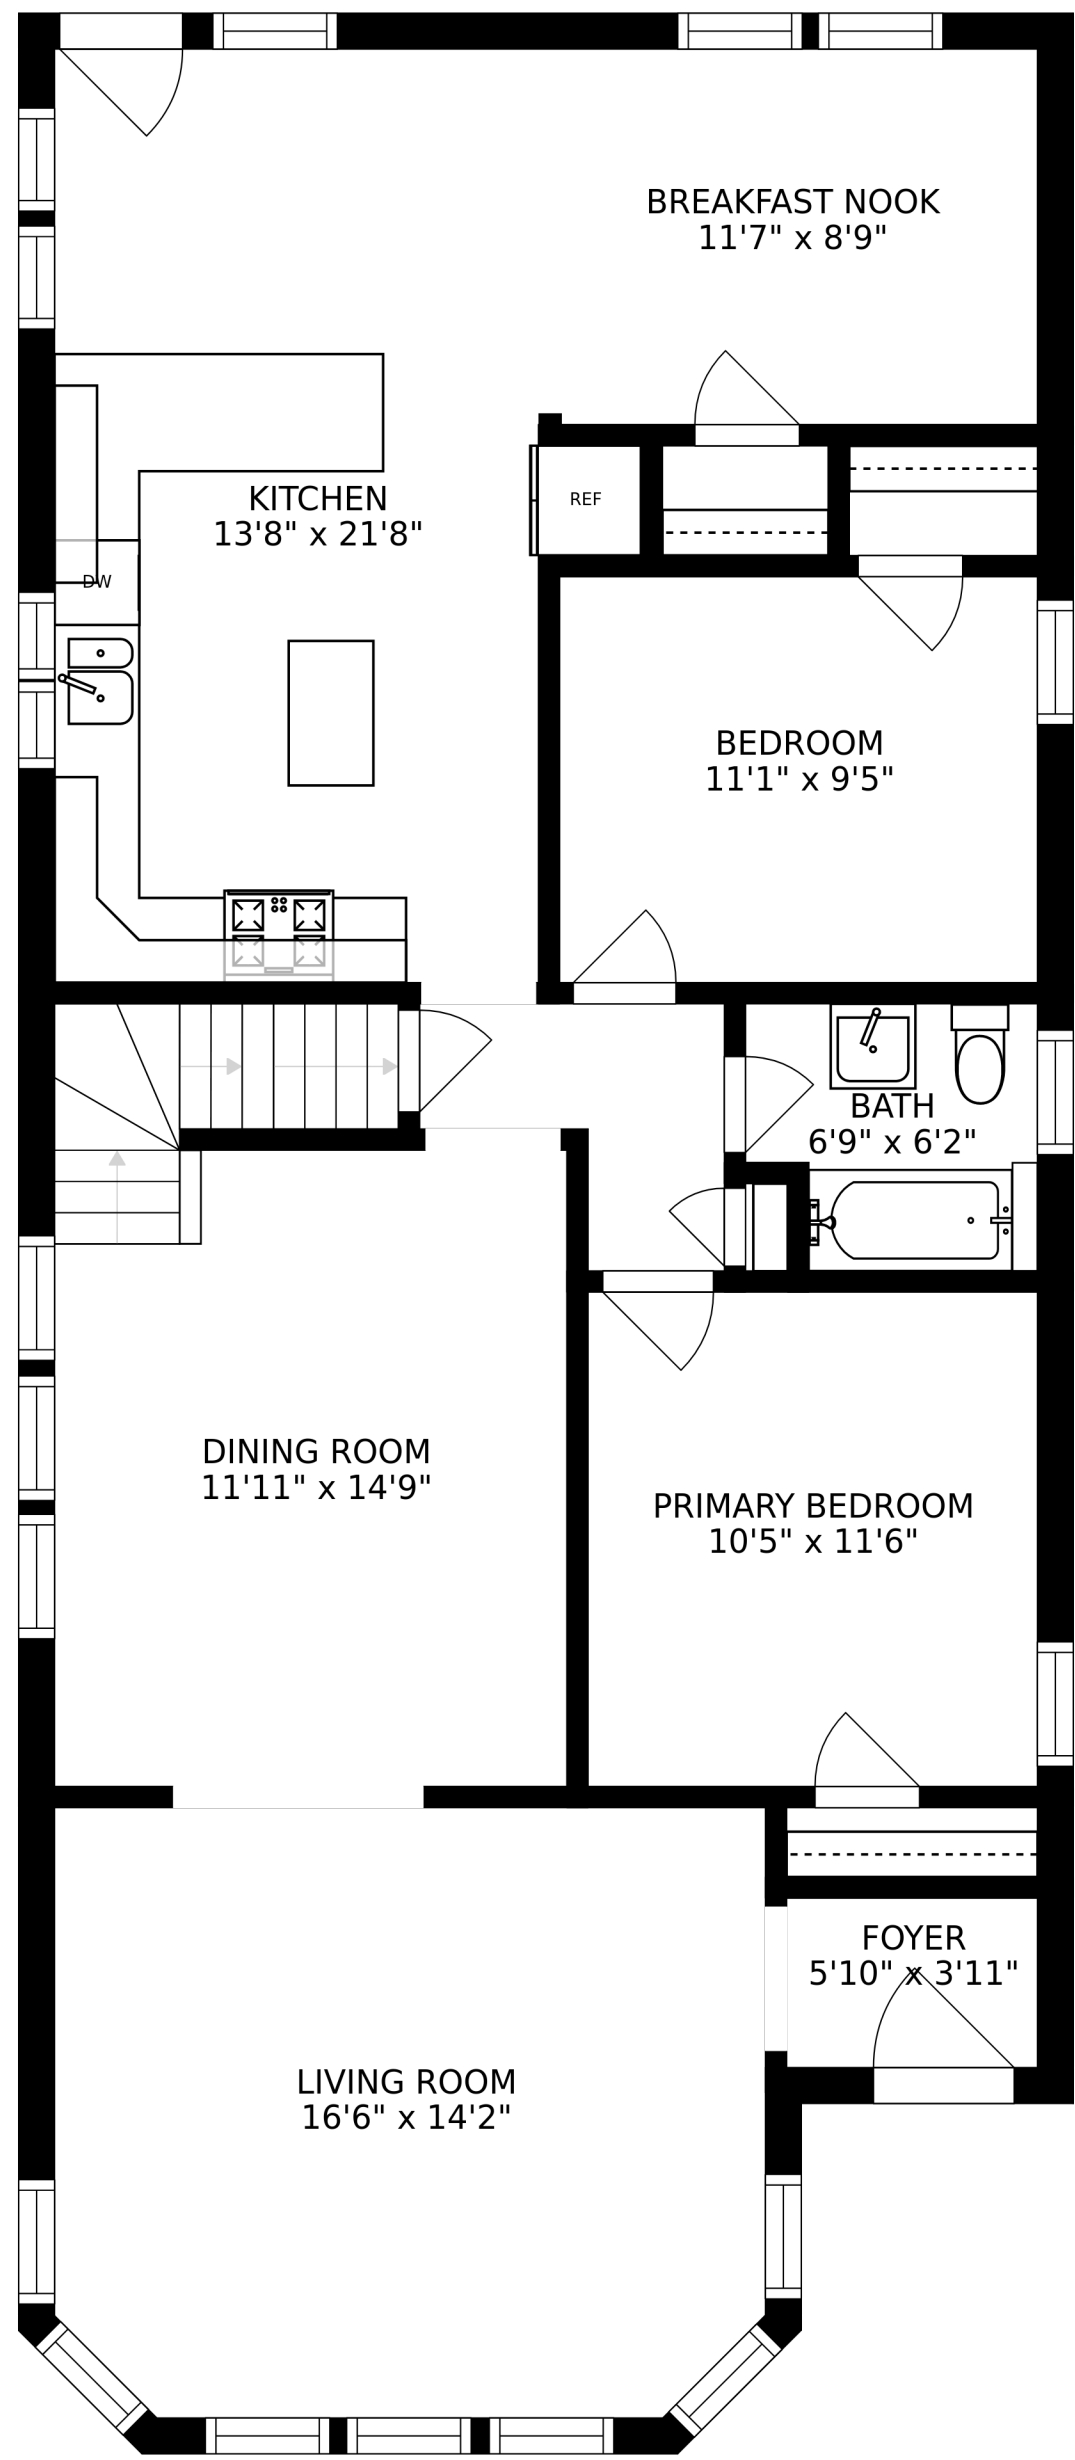 BREAKFAST NOOK
11'7" x 8'9"
KITCHEN
13'8" x 21'8"
REF
DW
BEDROOM
11'1" x 9'5"
BATH
6'9" x 6'2"
DINING ROOM
11'11" x 14'9"
PRIMARY BEDROOM
10'5" x 11'6"
FOYER
5'10" x 3'11"
LIVING ROOM
16'6" x 14'2"